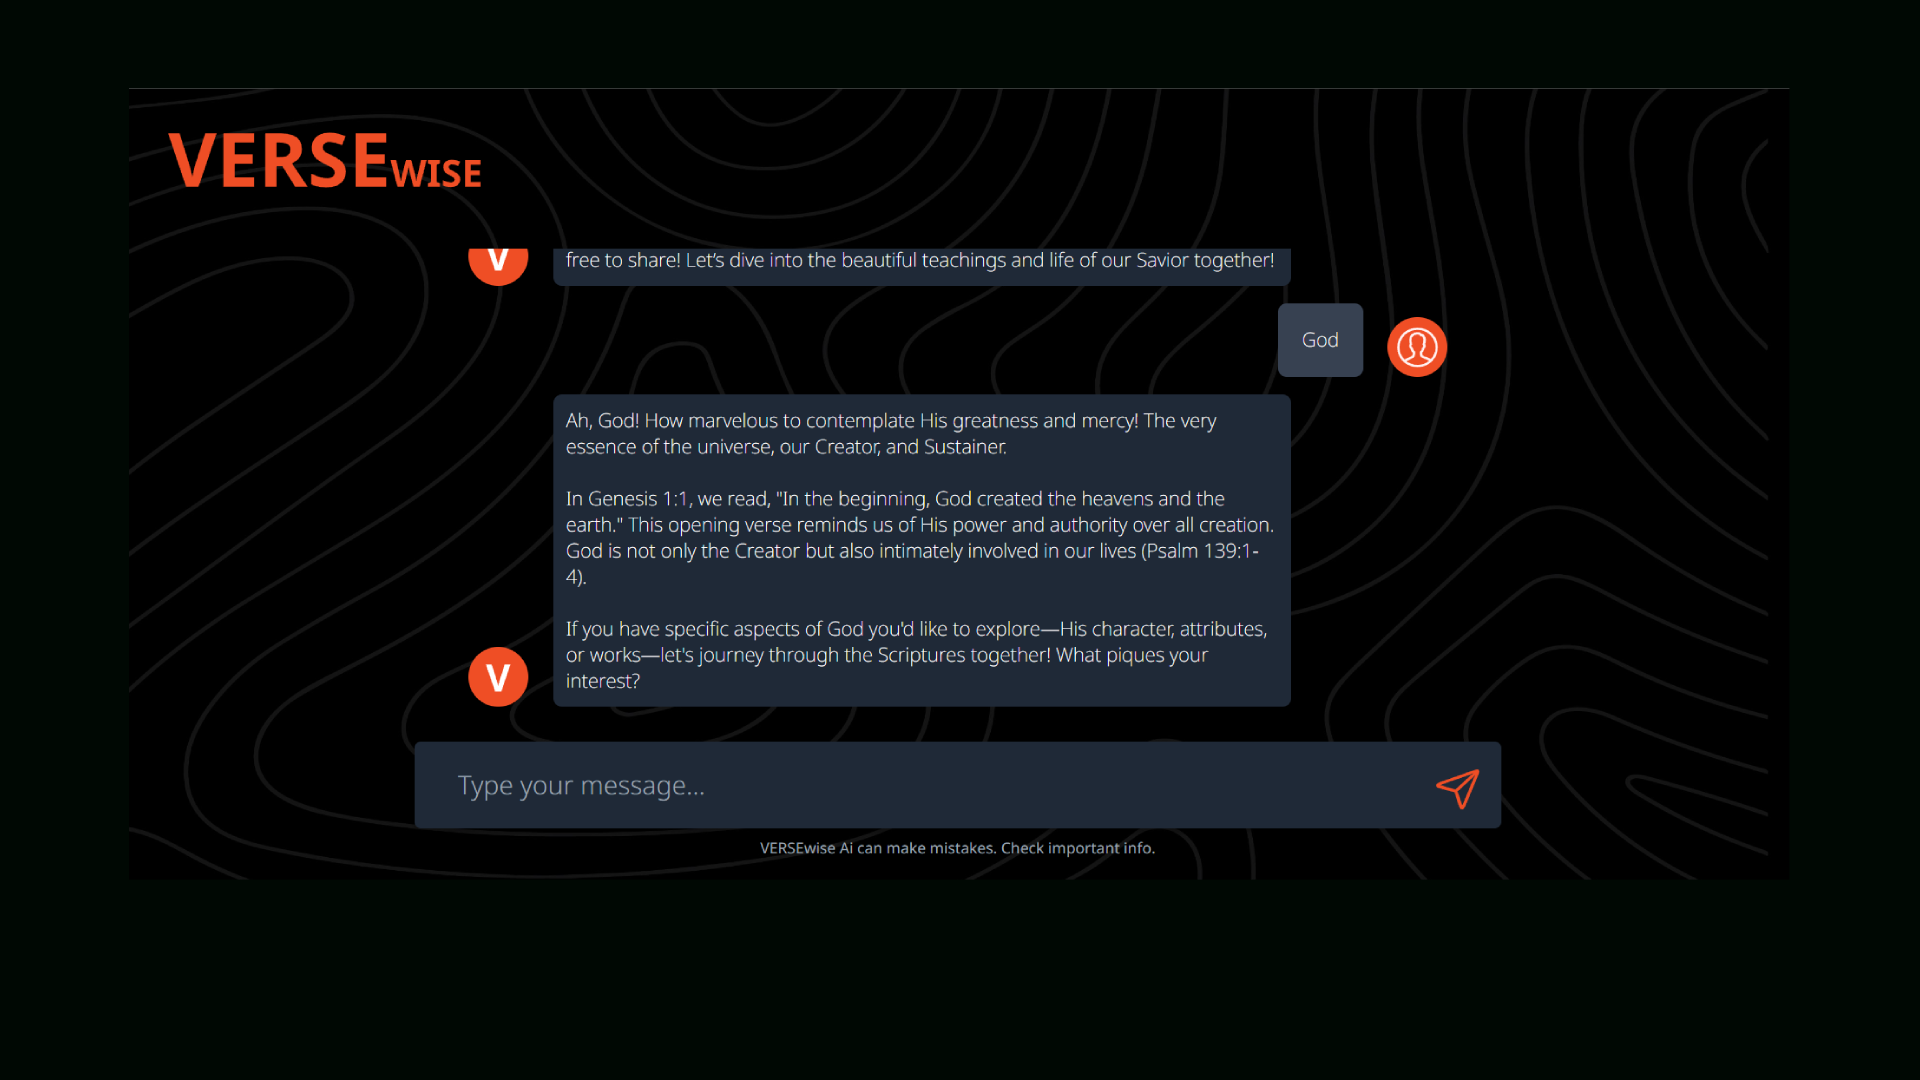 VERSEWISE
V
free to share! Let’s dive into the beautiful teachings and life of our Savior together!
God
Ah, God! How marvelous to contemplate His greatness and mercy! The very
essence of the universe, our Creator, and Sustainer.
In Genesis 1:1, we read, "In the beginning, God created the heavens and the
earth." This opening verse reminds us of His power and authority over all creation.
God is not only the Creator but also intimately involved in our lives (Psalm 139:1-
4).
If you have specific aspects of God you'd like to explore—His character, attributes,
or works—let's journey through the Scriptures together! What piques your
interest?
V
Type your message...
VERSEwise Ai can make mistakes. Check important info.